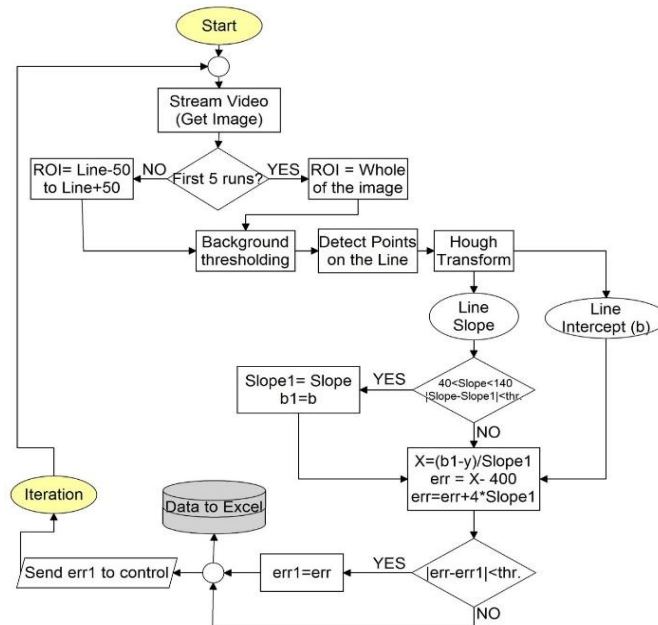 Start
Stream Video
(Get Image)
First 5 runs?
NO
YES
ROI= Line-50
to Line+50
ROI = Whole
of the image
Background
thresholding
Detect Points
on the Line
Hough
Transform
Line
Slope
Line
Intercept (b)
40<Slope<140
|Slope-Slope1|<thr.
YES
NO
Slope1= Slope
b1=b
X=(b1-y)/Slope1
err = X- 400
err=err+4*Slope1
|err-err1|<thr.
YES
NO
err1=err
Data to Excel
Send err1 to control
Iteration